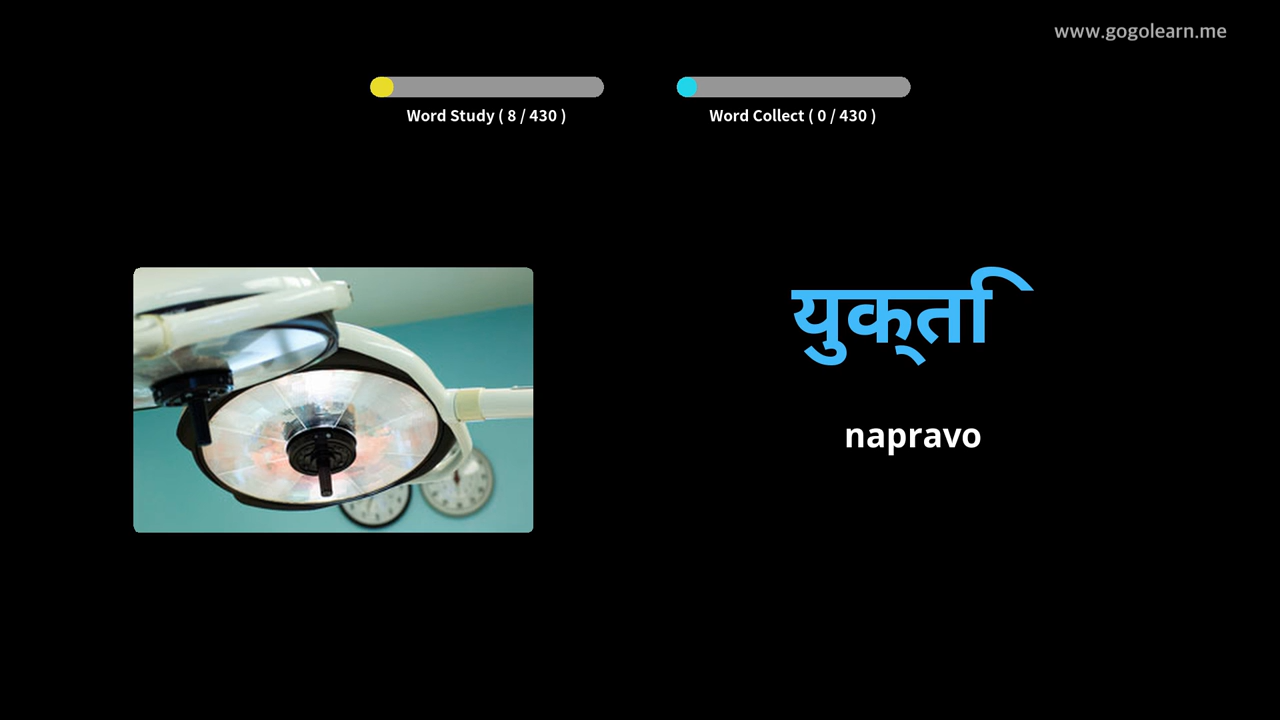 www.gogolearn.me
Word Study ( 8 / 430 )
Word Collect ( 0 / 430 )
युक्ति
napravo